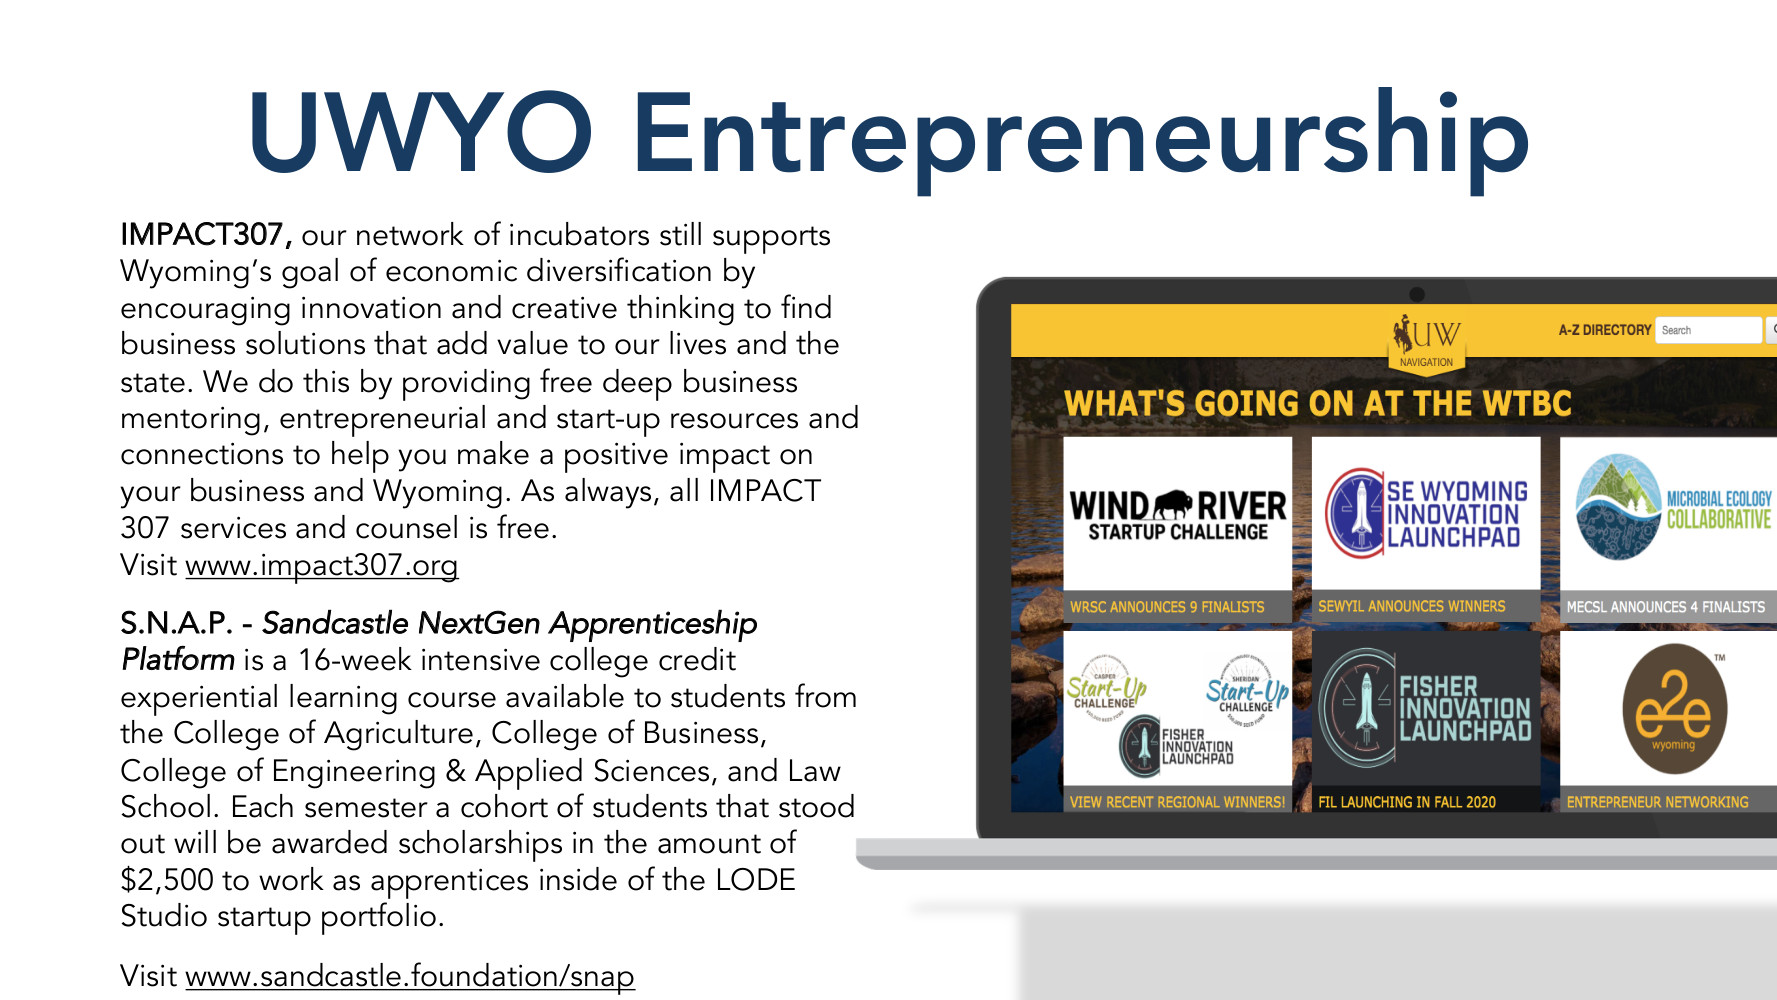 UWYO Entrepreneurship
IMPACT307, our network of incubators still supports
Wyoming’s goal of economic diversification by
encouraging innovation and creative thinking to find
business solutions that add value to our lives and the
state. We do this by providing free deep business
mentoring, entrepreneurial and start-up resources and
connections to help you make a positive impact on
your business and Wyoming. As always, all IMPACT
307 services and counsel is free.
Visit www.impact307.org
S.N.A.P. - Sandcastle NextGen Apprenticeship
Platform is a 16-week intensive college credit
experiential learning course available to students from
the College of Agriculture, College of Business,
College of Engineering & Applied Sciences, and Law
School. Each semester a cohort of students that stood
out will be awarded scholarships in the amount of
$2,500 to work as apprentices inside of the LODE
Studio startup portfolio.
Visit www.sandcastle.foundation/snap
UW
NAVIGATION
A-Z DIRECTORY
Search
WHAT'S GOING ON AT THE WTBC
WIND RIVER
STARTUP CHALLENGE
WRSC ANNOUNCES 9 FINALISTS
SE WYOMING
INNOVATION
LAUNCHPAD
SEWYIL ANNOUNCES WINNERS
MICROBIAL ECOLOGY
COLLABORATIVE
MECSL ANNOUNCES 4 FINALISTS
CASPER
Start-Up
CHALLENGE
SHERIDAN
Start-Up
CHALLENGE
FISHER
INNOVATION
LAUNCHPAD
VIEW RECENT REGIONAL WINNERS!
FISHER
INNOVATION
LAUNCHPAD
FIL LAUNCHING IN FALL 2020
e2e
wyoming
TM
ENTREPRENEUR NETWORKING